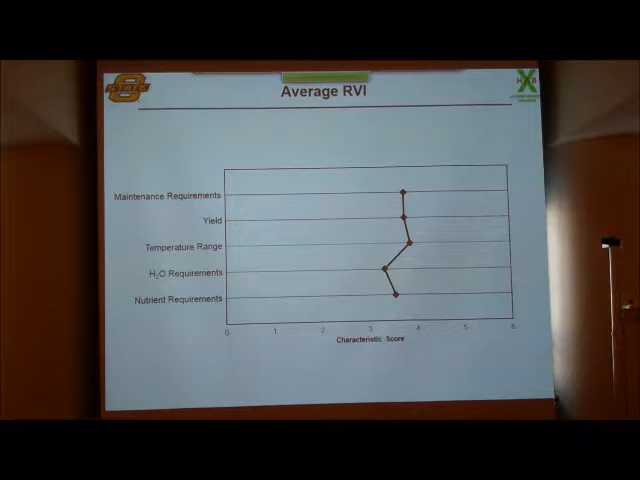 STATE
Average RVI
Maintenance Requirements
Yield
Temperature Range
H₂O Requirements
Nutrient Requirements
0 1 2 3 4 5 6
Characteristic Score